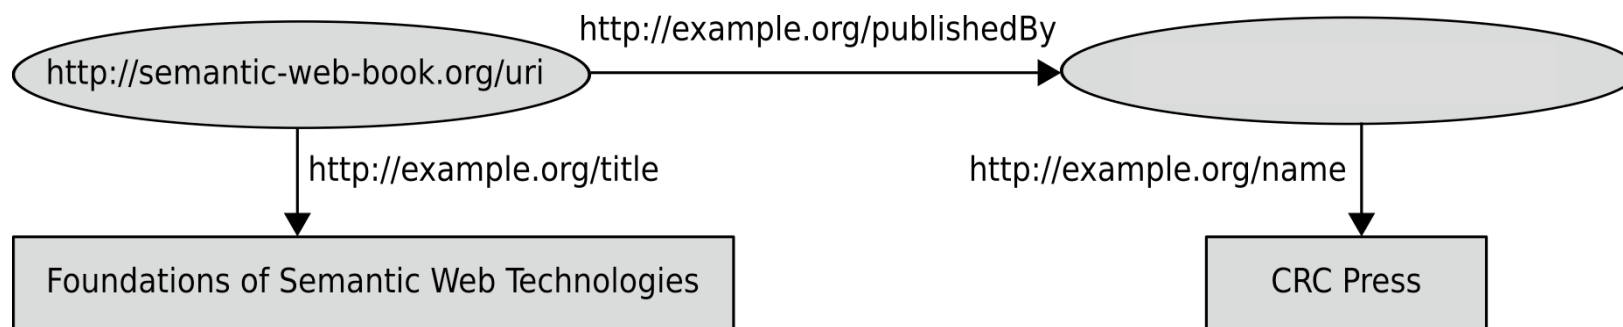 http://example.org/publishedBy
http://semantic-web-book.org/uri
http://example.org/title
http://example.org/name
Foundations of Semantic Web Technologies
CRC Press